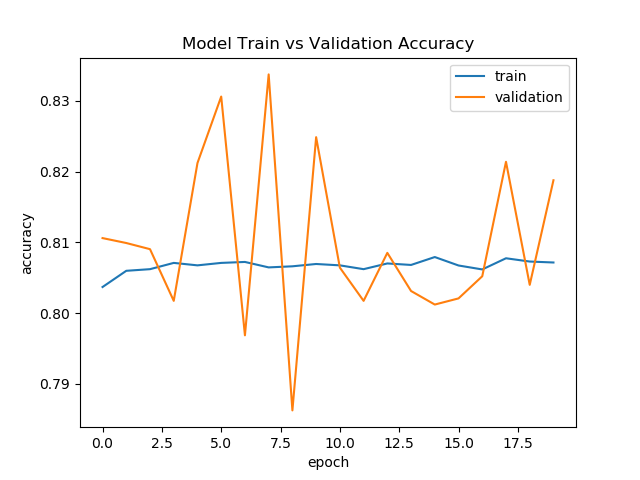 Model Train vs Validation Accuracy
train
validation
0.83
0.82
0.81
0.80
0.79
accuracy
0.0 2.5 5.0 7.5 10.0 12.5 15.0 17.5
epoch